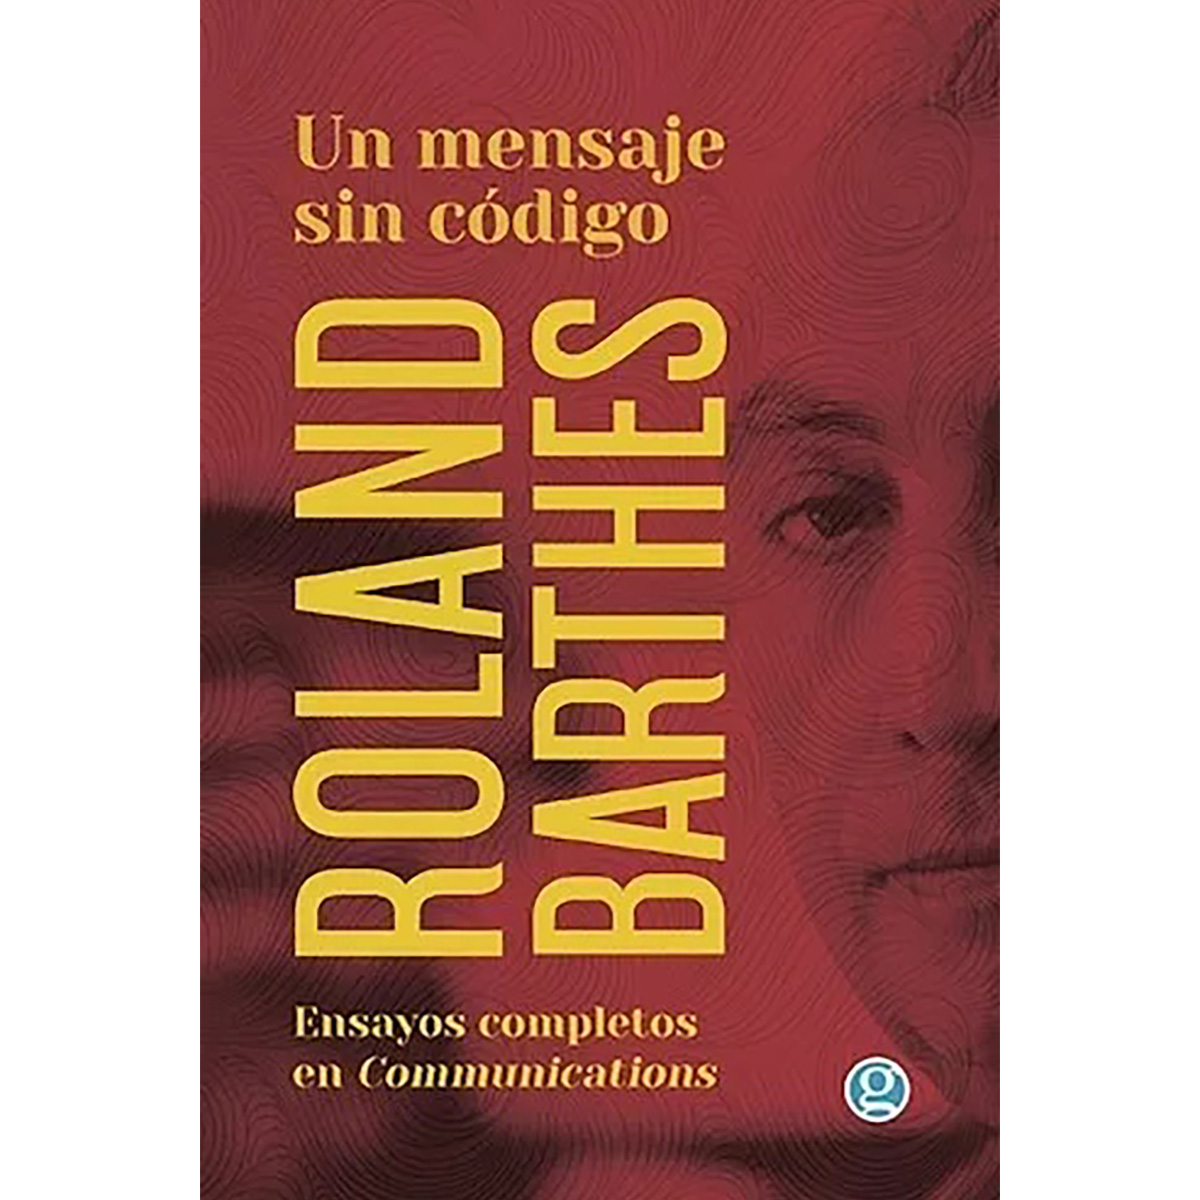 Un mensaje
sin código
ROLAND
BARTHES
Ensayos completos
en Communications
g